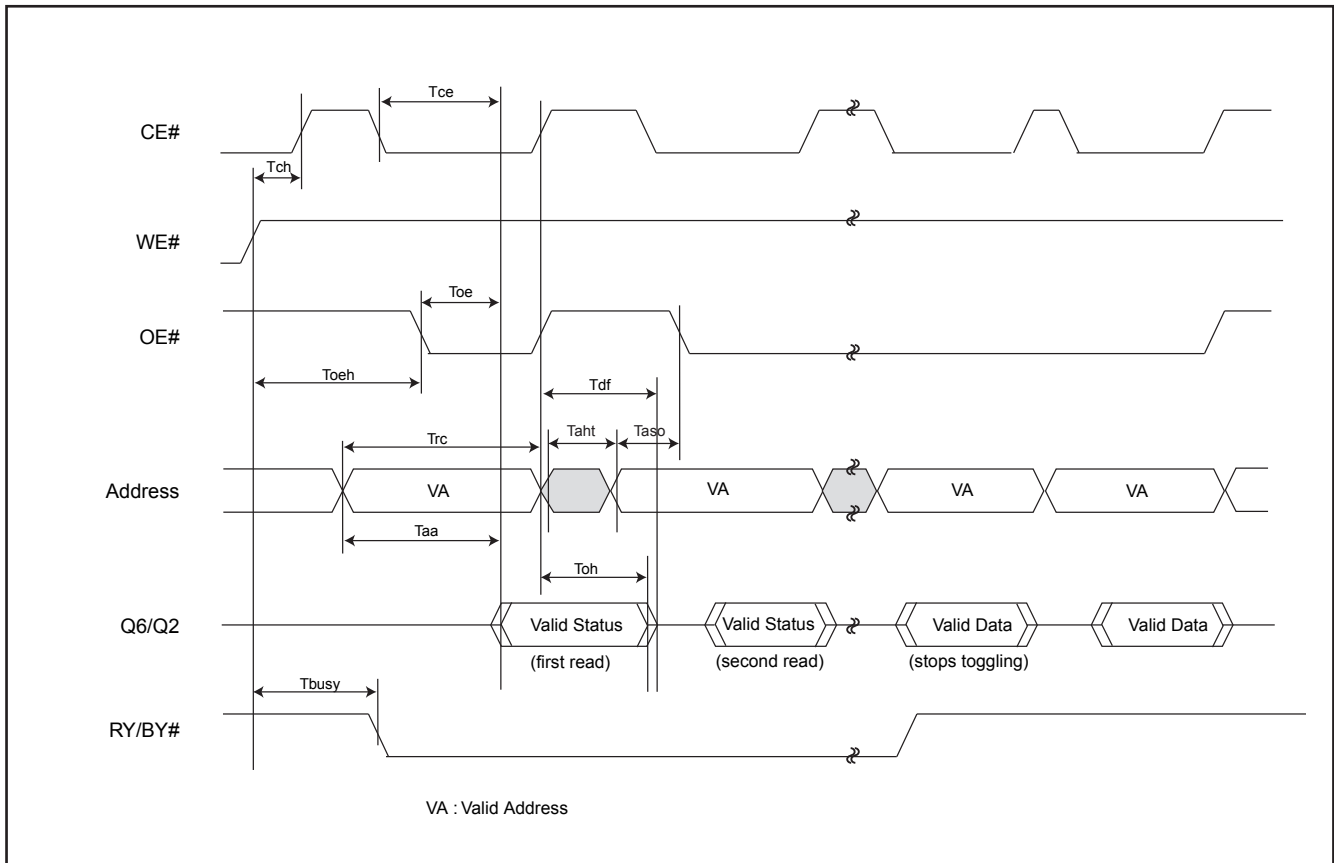 Tce
CE#
Tch
WE#
Toe
OE#
Toeh
Tdf
Taht
Taso
Trc
Address
VA
VA
VA
VA
Taa
Toh
Q6/Q2
Valid Status
Valid Status
Valid Data
Valid Data
(first read)
(second read)
(stops toggling)
Tbusy
RY/BY#
VA : Valid Address